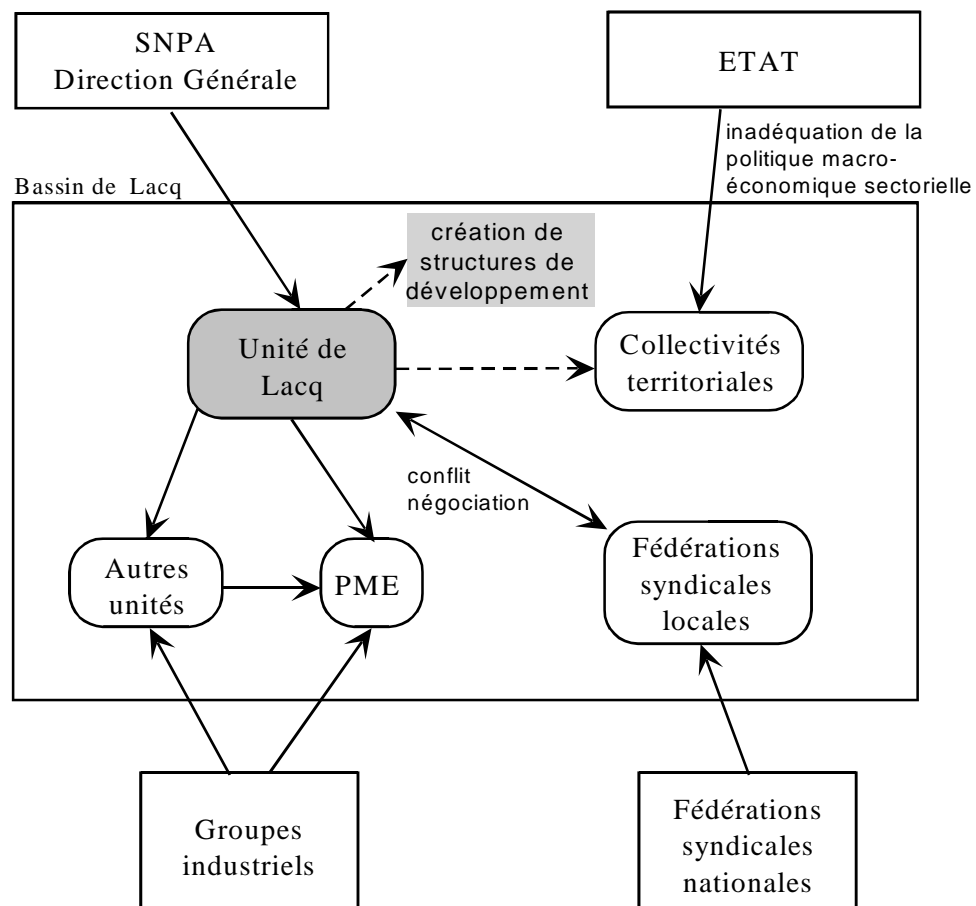 SNPA
Direction Générale
ETAT
inadéquation de la
politique macro-
économique sectorielle
Bassin de Lacq
création de
structures de
développement
Unité de
Lacq
Collectivités
territoriales
conflit
négociation
Autres
unités
PME
Fédérations
syndicales
locales
Groupes
industriels
Fédérations
syndicales
nationales